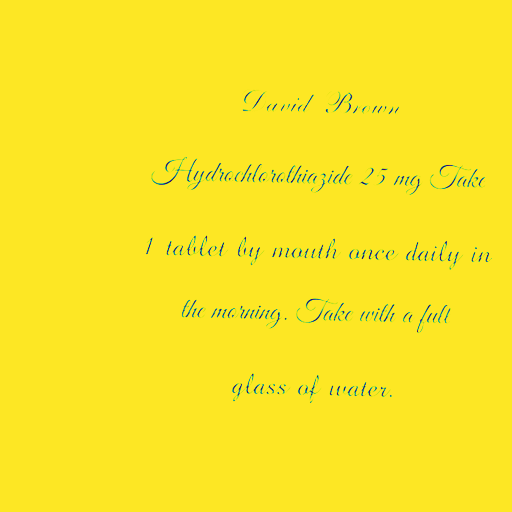 David Brown
Hydrochlorothiazide 25 mg Take
1 tablet by mouth once daily in
the morning. Take with a full
glass of water.